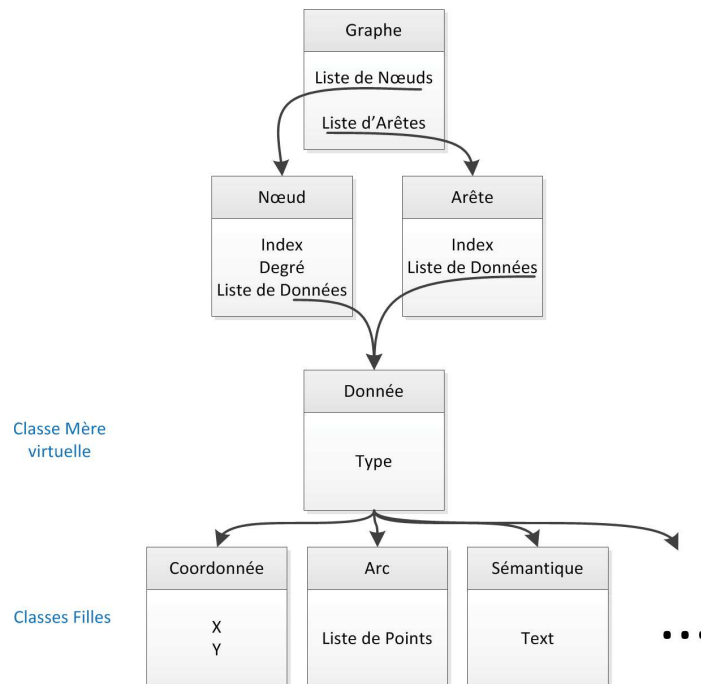 Graphe
Liste de Nœuds
Liste d'Arêtes
Nœud
Index
Degré
Liste de Données
Arête
Index
Liste de Données
Donnée
Type
Classe Mère
virtuelle
Coordonnée
X
Y
Arc
Liste de Points
Sémantique
Text
Classes Filles
...